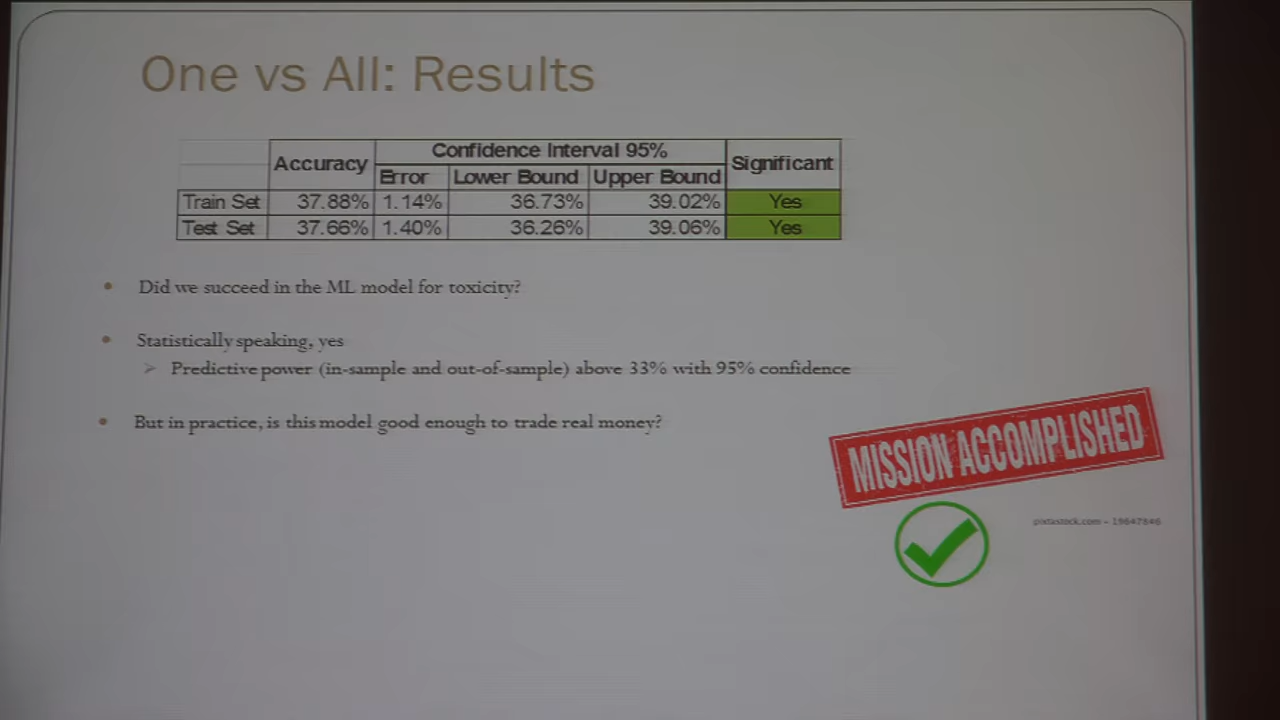 One vs All: Results
Accuracy Confidence Interval 95% Significant
Error Lower Bound Upper Bound
Train Set 37.88% 1.14% 36.73% 39.02% Yes
Test Set 37.66% 1.40% 36.26% 39.06% Yes
• Did we succeed in the ML model for toxicity?
• Statistically speaking, yes
➢ Predictive power (in-sample and out-of-sample) above 33% with 95% confidence
• But in practice, is this model good enough to trade real money?
MISSION ACCOMPLISHED
pixtastock.com - 19647846